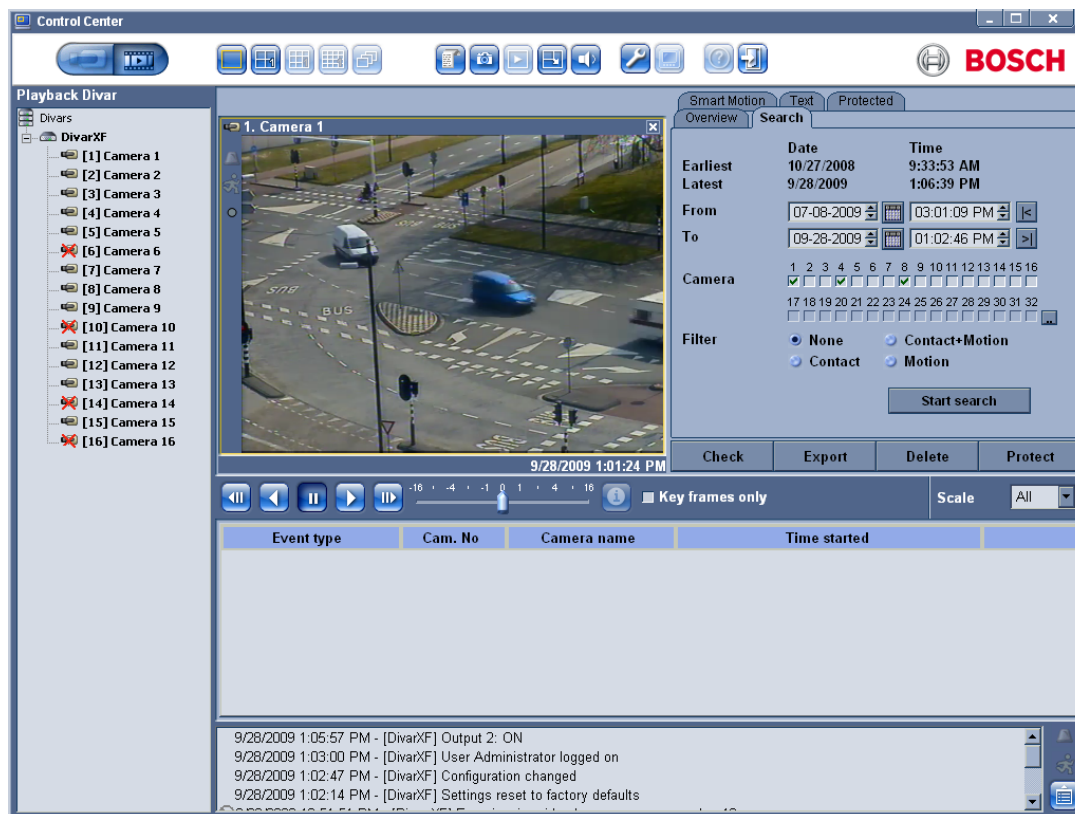 Control Center
BOSCH
Playback Divar
Divars
DivarXF
[1] Camera 1
[2] Camera 2
[3] Camera 3
[4] Camera 4
[5] Camera 5
[6] Camera 6
[7] Camera 7
[8] Camera 8
[9] Camera 9
[10] Camera 10
[11] Camera 11
[12] Camera 12
[13] Camera 13
[14] Camera 14
[15] Camera 15
[16] Camera 16
1. Camera 1
BUS
BUS
9/28/2009 1:01:24 PM
Smart Motion Text Protected
Overview Search
Date Time
Earliest 10/27/2008 9:33:53 AM
Latest 9/28/2009 1:06:39 PM
From 07-08-2009 03:01:09 PM |<
To 09-28-2009 01:02:46 PM >|
1 2 3 4 5 6 7 8 9 10 11 12 13 14 15 16
Camera
17 18 19 20 21 22 23 24 25 26 27 28 29 30 31 32
..
Filter None Contact+Motion
Contact Motion
Start search
Check Export Delete Protect
-16 -4 -1 0 1 4 16
Key frames only
Scale All
Event type Cam. No Camera name Time started
9/28/2009 1:05:57 PM - [DivarXF] Output 2: ON
9/28/2009 1:03:00 PM - [DivarXF] User Administrator logged on
9/28/2009 1:02:47 PM - [DivarXF] Configuration changed
9/28/2009 1:02:14 PM - [DivarXF] Settings reset to factory defaults